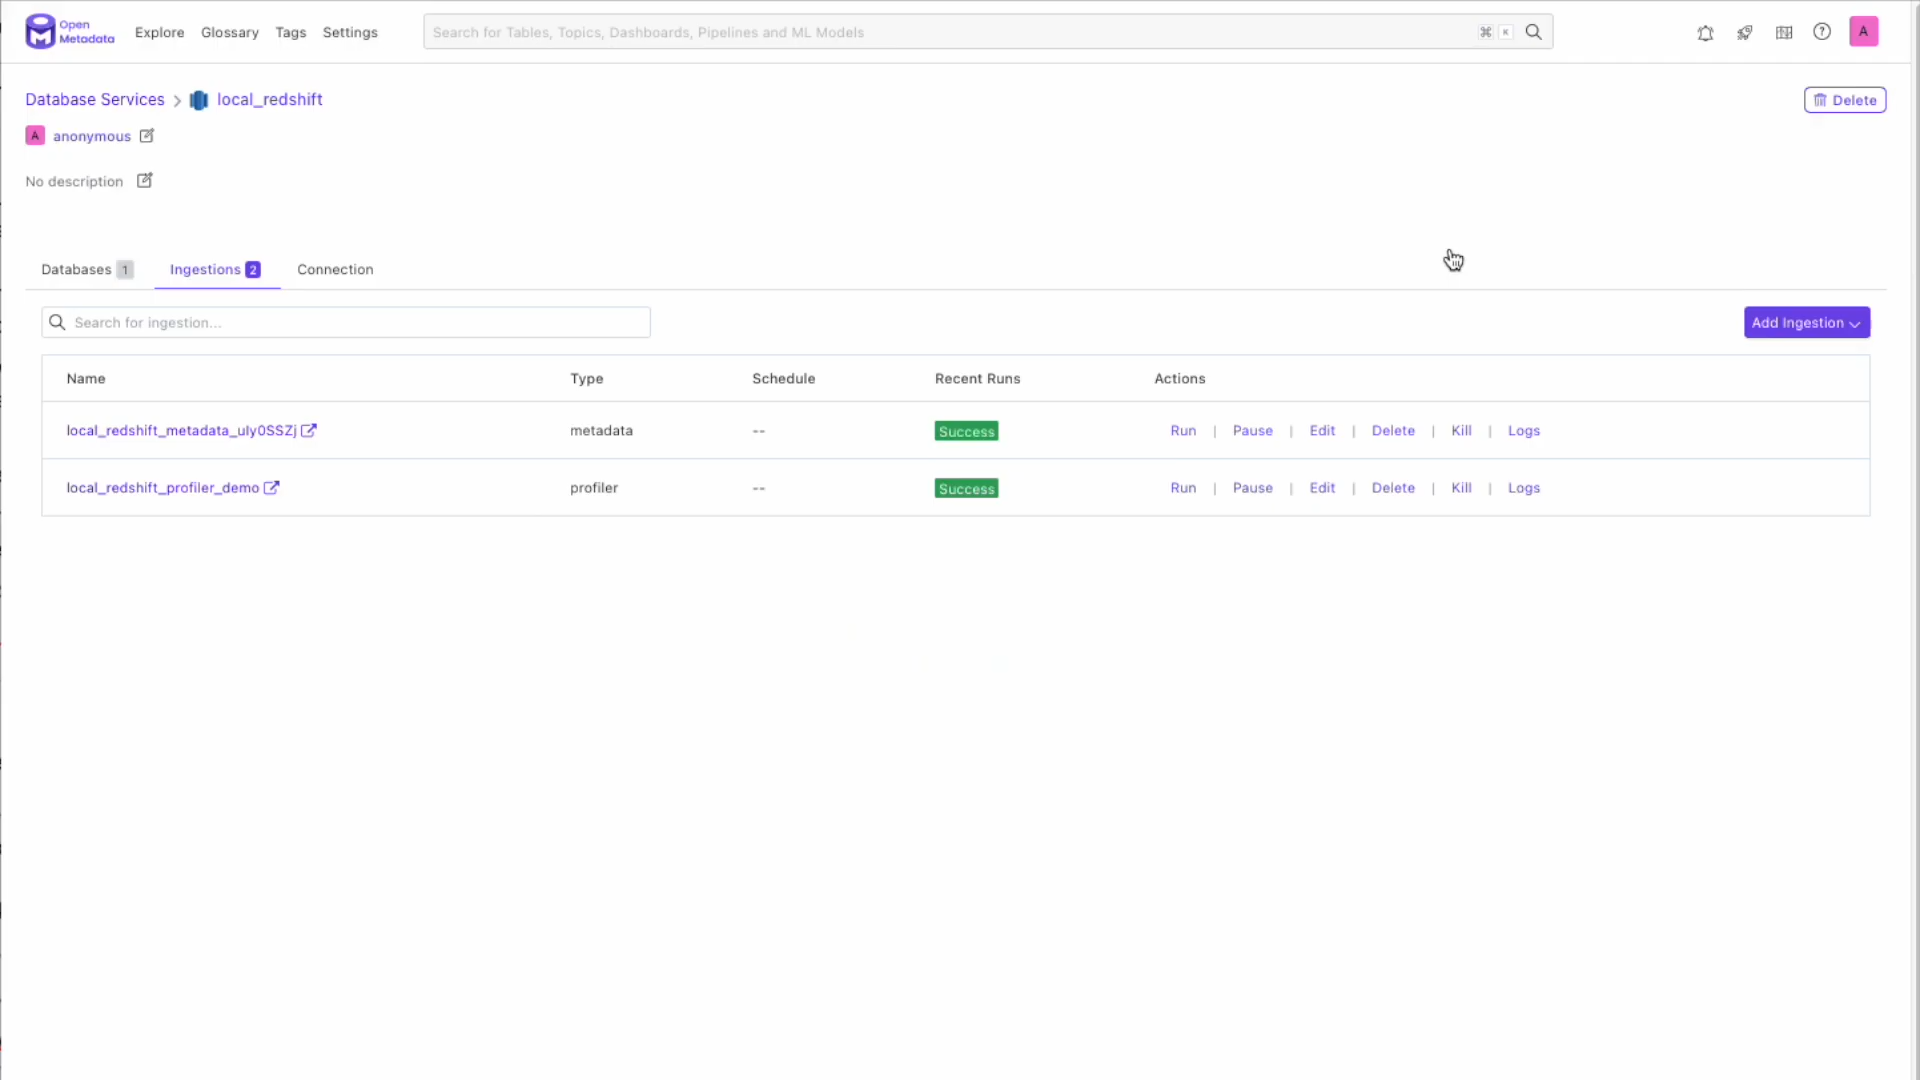 Open
Metadata
Explore Glossary Tags Settings
Search for Tables, Topics, Dashboards, Pipelines and ML Models ⌘ K
A
Database Services > local_redshift
Delete
A anonymous
No description
Databases 1 Ingestions 2 Connection
Search for ingestion...
Add Ingestion
Name Type Schedule Recent Runs Actions
local_redshift_metadata_uIy0SSZj metadata -- Success Run | Pause | Edit | Delete | Kill | Logs
local_redshift_profiler_demo profiler -- Success Run | Pause | Edit | Delete | Kill | Logs